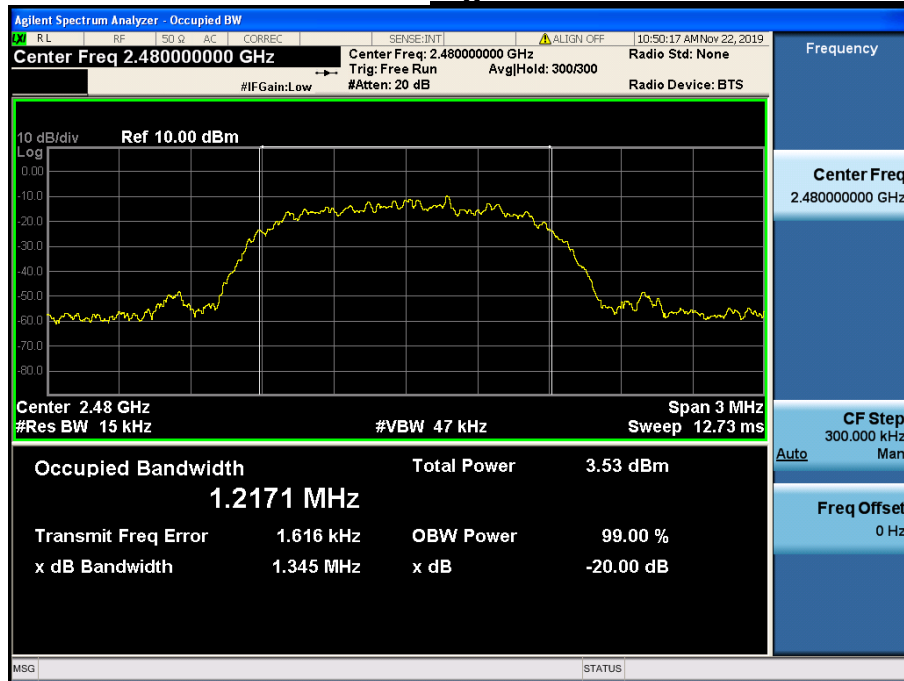 Agilent Spectrum Analyzer - Occupied BW
LXI RL RF 50 Ω AC CORREC SENSE:INT ALIGN OFF 10:50:17 AM Nov 22, 2019
Center Freq 2.480000000 GHz
Center Freq: 2.480000000 GHz Radio Std: None
Trig: Free Run Avg|Hold: 300/300
#IFGain:Low #Atten: 20 dB Radio Device: BTS
10 dB/div Ref 10.00 dBm
Log
0.00
-10.0
-20.0
-30.0
-40.0
-50.0
-60.0
-70.0
-80.0
Center 2.48 GHz Span 3 MHz
#Res BW 15 kHz #VBW 47 kHz Sweep 12.73 ms
Occupied Bandwidth Total Power 3.53 dBm
1.2171 MHz
Transmit Freq Error 1.616 kHz OBW Power 99.00 %
x dB Bandwidth 1.345 MHz x dB -20.00 dB
MSG STATUS
Frequency
Center Freq
2.480000000 GHz
CF Step
300.000 kHz
Auto Man
Freq Offset
0 Hz